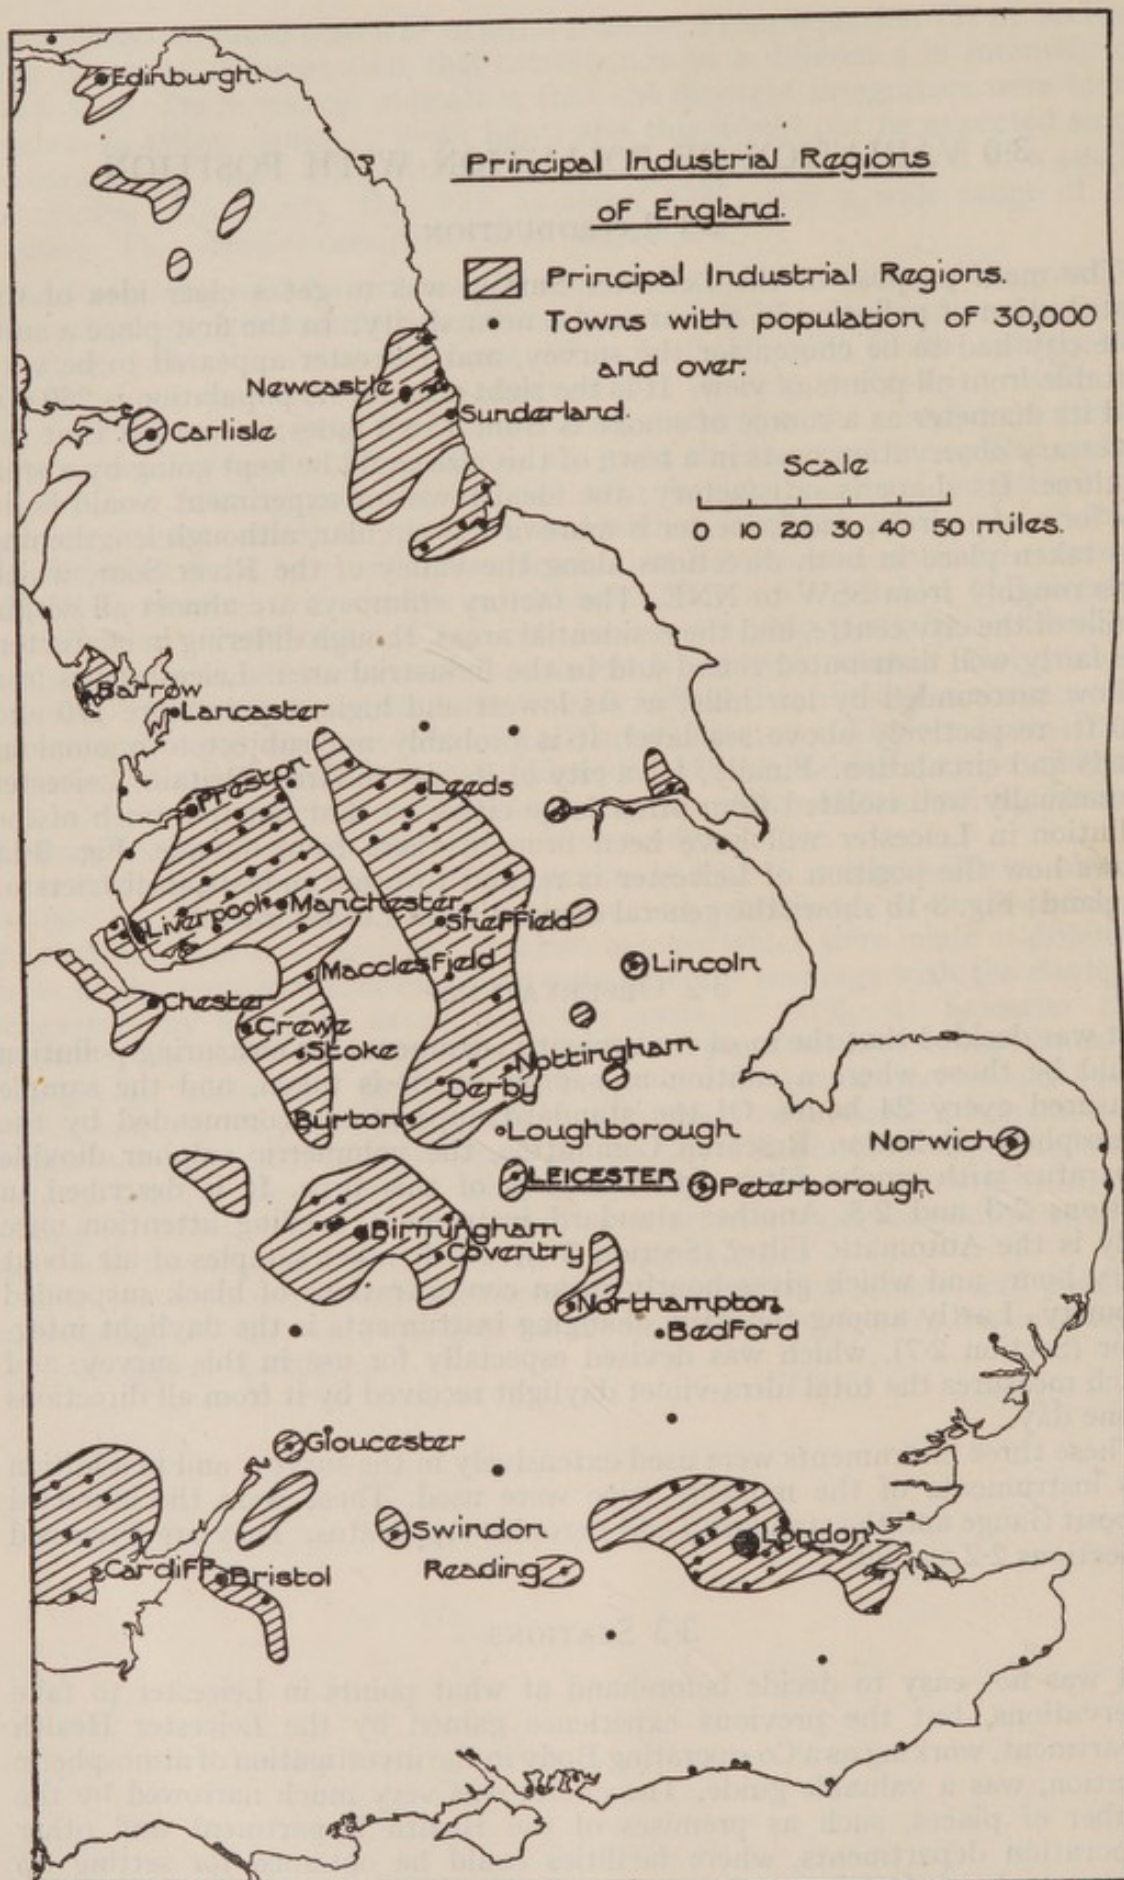 Edinburgh.
Principal Industrial Regions
of England.
Principal Industrial Regions.
Towns with population of 30,000
and over.
Newcastle
Sunderland.
Carlisle
Scale
0 10 20 30 40 50 miles.
Barrow
Lancaster
Preston
Leeds
Liverpool
Manchester
Sheffield
Macclesfield
Lincoln
Chester
Crewe
Stoke
Nottingham
Derby
Burton
Loughborough
Norwich
LEICESTER
Peterborough
Birmingham
Coventry
Northampton
Bedford
Gloucester
Swindon
London
Cardiff
Bristol
Reading